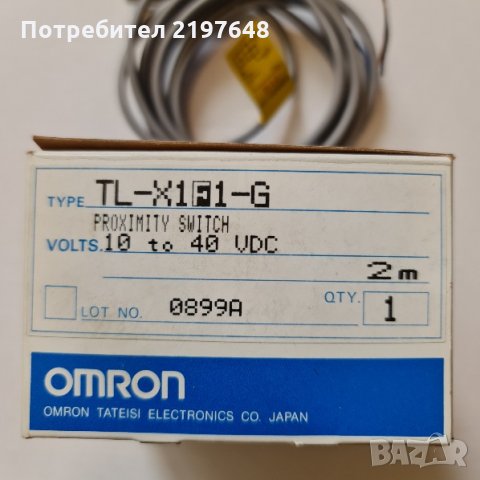 Потребител 2197648
TYPE TL-X1F1-G
PROXIMITY SWITCH
VOLTS. 10 to 40 VDC
2m
LOT NO. 0899A
QTY. 1
OMRON
OMRON TATEISI ELECTRONICS CO. JAPAN
BAZAR